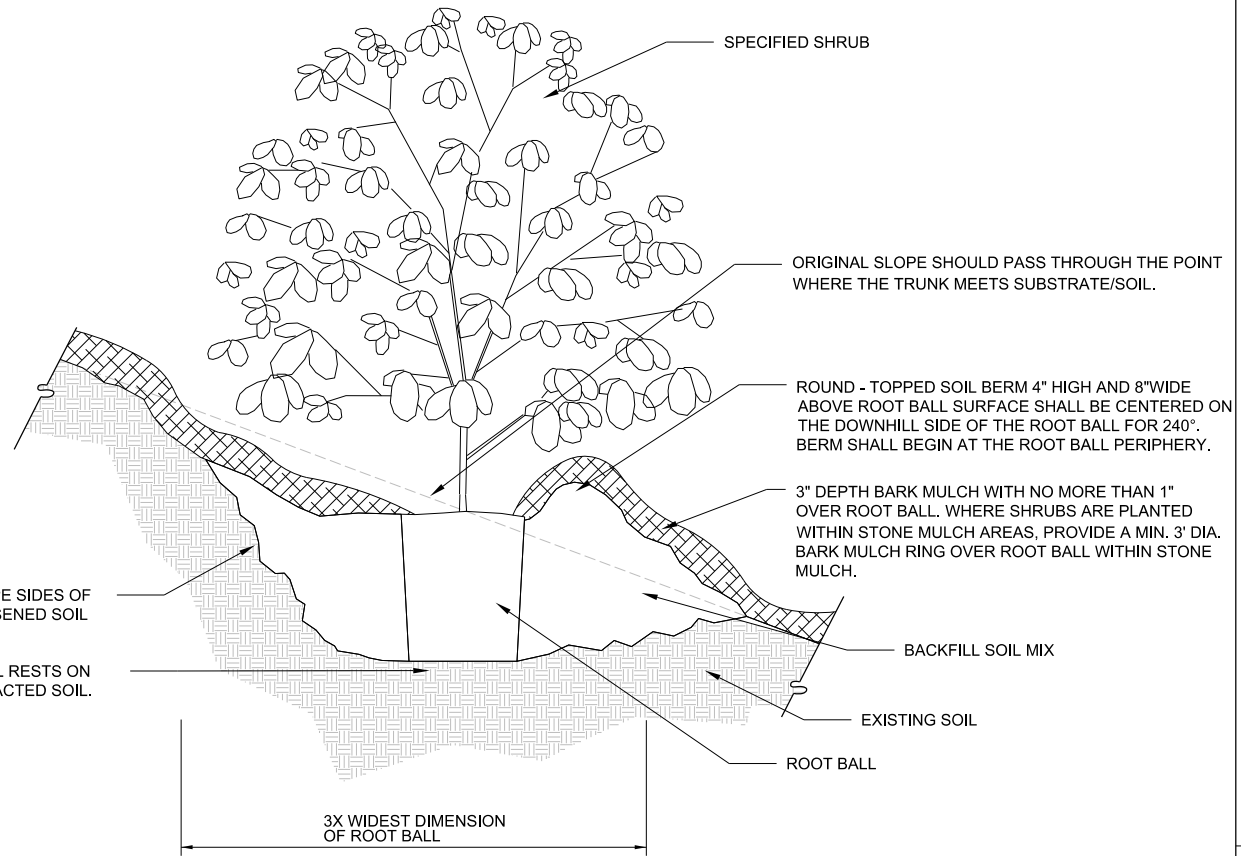 SPECIFIED SHRUB
ORIGINAL SLOPE SHOULD PASS THROUGH THE POINT
WHERE THE TRUNK MEETS SUBSTRATE/SOIL.
ROUND - TOPPED SOIL BERM 4" HIGH AND 8"WIDE
ABOVE ROOT BALL SURFACE SHALL BE CENTERED ON
THE DOWNHILL SIDE OF THE ROOT BALL FOR 240°.
BERM SHALL BEGIN AT THE ROOT BALL PERIPHERY.
3" DEPTH BARK MULCH WITH NO MORE THAN 1"
OVER ROOT BALL. WHERE SHRUBS ARE PLANTED
WITHIN STONE MULCH AREAS, PROVIDE A MIN. 3' DIA.
BARK MULCH RING OVER ROOT BALL WITHIN STONE
MULCH.
SIDES OF
SOIL
RESTS ON
SOIL.
BACKFILL SOIL MIX
EXISTING SOIL
ROOT BALL
3X WIDEST DIMENSION
OF ROOT BALL